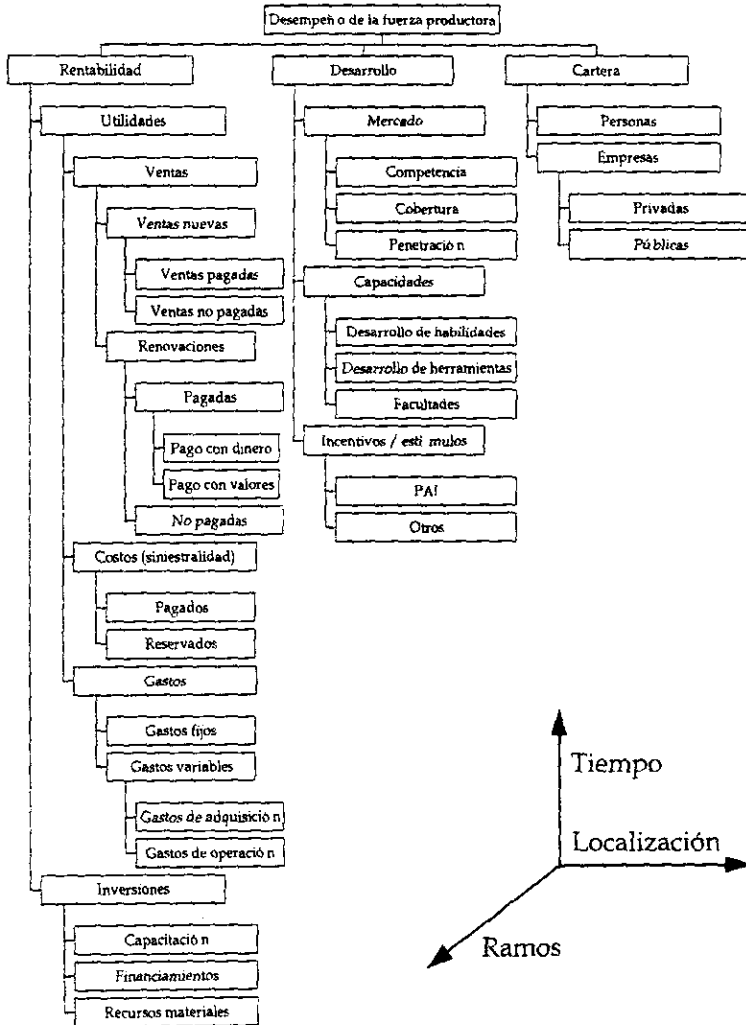 Desempeño de la fuerza productora
Rentabilidad
Utilidades
Ventas
Ventas nuevas
Ventas pagadas
Ventas no pagadas
Renovaciones
Pagadas
Pago con dinero
Pago con valores
No pagadas
Costos (siniestralidad)
Pagados
Reservados
Gastos
Gastos fijos
Gastos variables
Gastos de adquisición
Gastos de operación
Inversiones
Capacitación
Financiamientos
Recursos materiales
Desarrollo
Mercado
Competencia
Cobertura
Penetración
Capacidades
Desarrollo de habilidades
Desarrollo de herramientas
Facultades
Incentivos / estímulos
PAI
Otros
Cartera
Personas
Empresas
Privadas
Públicas
Tiempo
Localización
Ramos